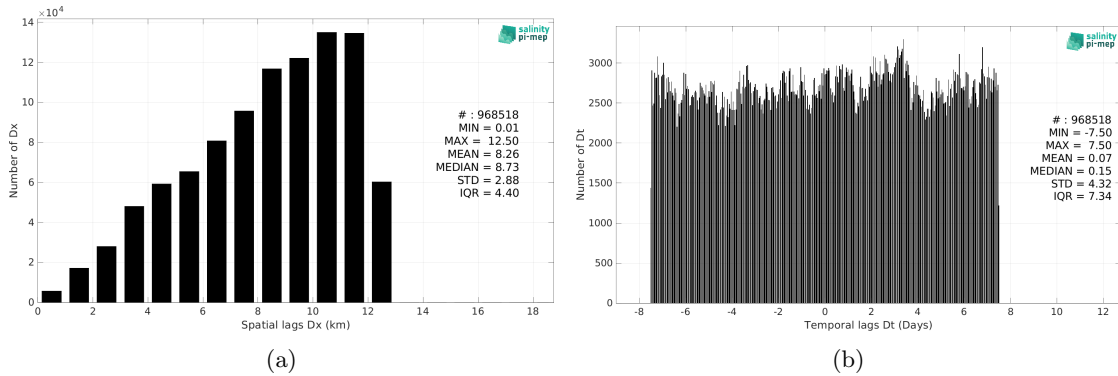 ×10⁴
14
12
10
8
6
4
2
0
Number of Dx
salinity
pi-mep
# : 968518
MIN = 0.01
MAX = 12.50
MEAN = 8.26
MEDIAN = 8.73
STD = 2.88
IQR = 4.40
0 2 4 6 8 10 12 14 16 18
Spatial lags Dx (km)
(a)
3000
2500
2000
1500
1000
500
0
Number of Dt
salinity
pi-mep
# : 968518
MIN = -7.50
MAX = 7.50
MEAN = 0.07
MEDIAN = 0.15
STD = 4.32
IQR = 7.34
-8 -6 -4 -2 0 2 4 6 8 10 12
Temporal lags Dt (Days)
(b)